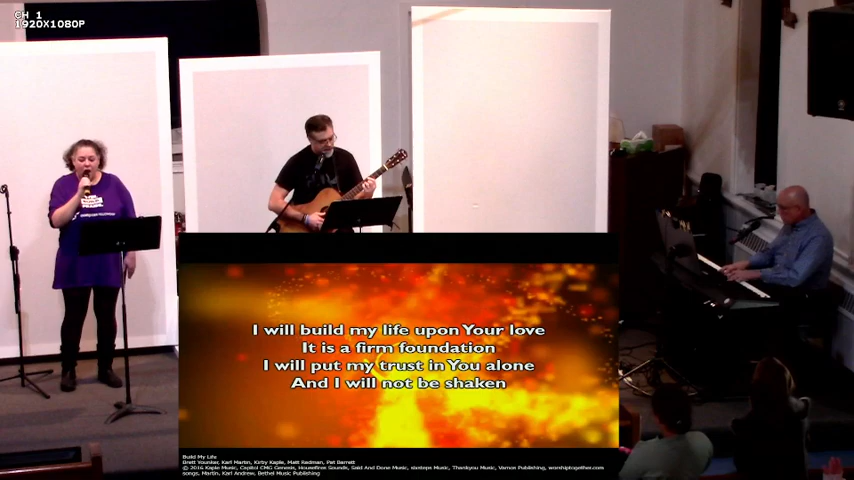 CH 1
1920X1080P
I will build my life upon Your love
It is a firm foundation
I will put my trust in You alone
And I will not be shaken
Build My Life
Brett Younker, Karl Martin, Kirby Kaple, Matt Redman, Pat Barrett
© 2016 Kaple Music, Capitol CMG Genesis, Housefires Sounds, Said And Done Music, sixsteps Music, Thankyou Music, Vamos Publishing, worshiptogether.com
songs, Martin, Karl Andrew, Bethel Music Publishing